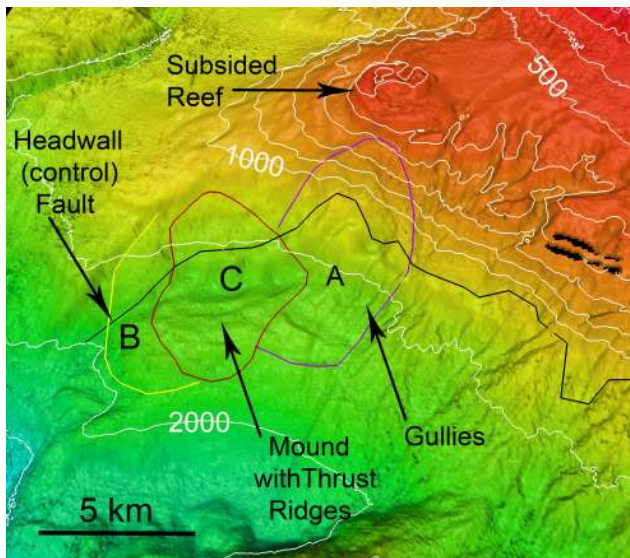 Subsided
Reef
500
Headwall
(control)
Fault
1000
C
A
B
2000
Gullies
Mound
withThrust
Ridges
5 km